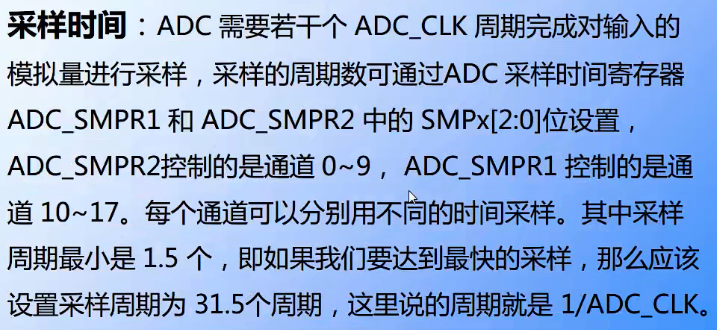 采样时间：ADC 需要若干个 ADC_CLK 周期完成对输入的
模拟量进行采样，采样的周期数可通过ADC 采样时间寄存器
ADC_SMPR1 和 ADC_SMPR2 中的 SMPx[2:0]位设置，
ADC_SMPR2控制的是通道 0~9， ADC_SMPR1 控制的是通
道 10~17。每个通道可以分别用不同的时间采样。其中采样
周期最小是 1.5 个，即如果我们要达到最快的采样，那么应该
设置采样周期为 31.5个周期，这里说的周期就是 1/ADC_CLK。